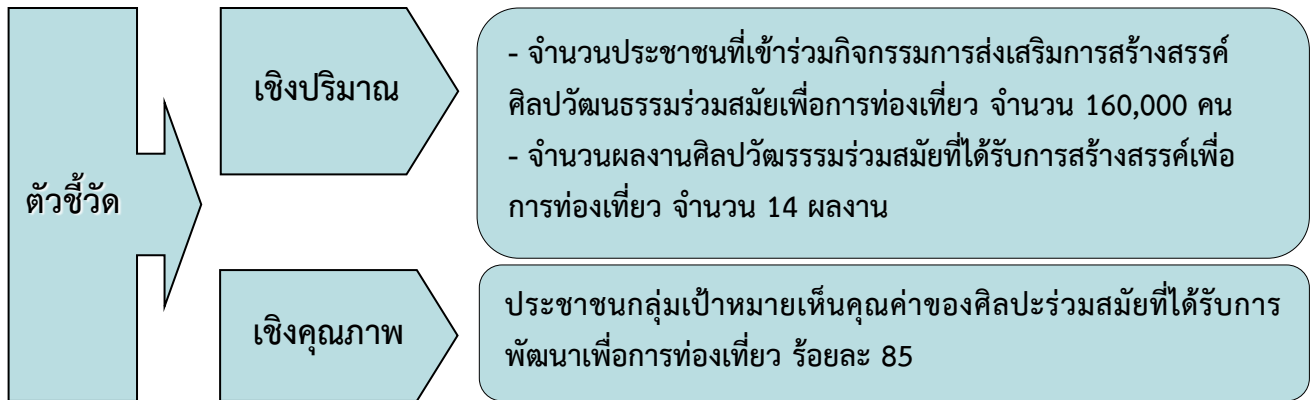 ตัวชี้วัด
เชิงปริมาณ
- จำนวนประชาชนที่เข้าร่วมกิจกรรมการส่งเสริมการสร้างสรรค์
ศิลปวัฒนธรรมร่วมสมัยเพื่อการท่องเที่ยว จำนวน 160,000 คน
- จำนวนผลงานศิลปวัฒรรรมร่วมสมัยที่ได้รับการสร้างสรรค์เพื่อ
การท่องเที่ยว จำนวน 14 ผลงาน
เชิงคุณภาพ
ประชาชนกลุ่มเป้าหมายเห็นคุณค่าของศิลปะร่วมสมัยที่ได้รับการ
พัฒนาเพื่อการท่องเที่ยว ร้อยละ 85